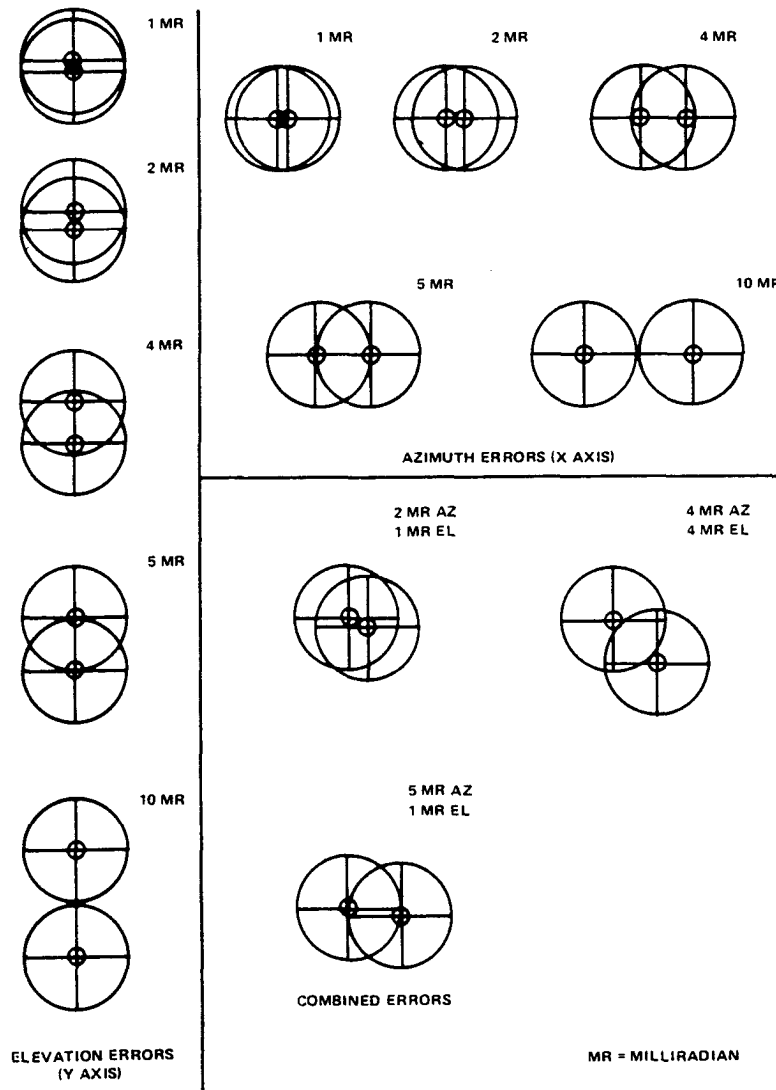 1 MR
2 MR
4 MR
5 MR
10 MR
ELEVATION ERRORS
(Y AXIS)
1 MR
2 MR
4 MR
5 MR
10 MR
AZIMUTH ERRORS (X AXIS)
2 MR AZ
1 MR EL
4 MR AZ
4 MR EL
5 MR AZ
1 MR EL
COMBINED ERRORS
MR = MILLIRADIAN